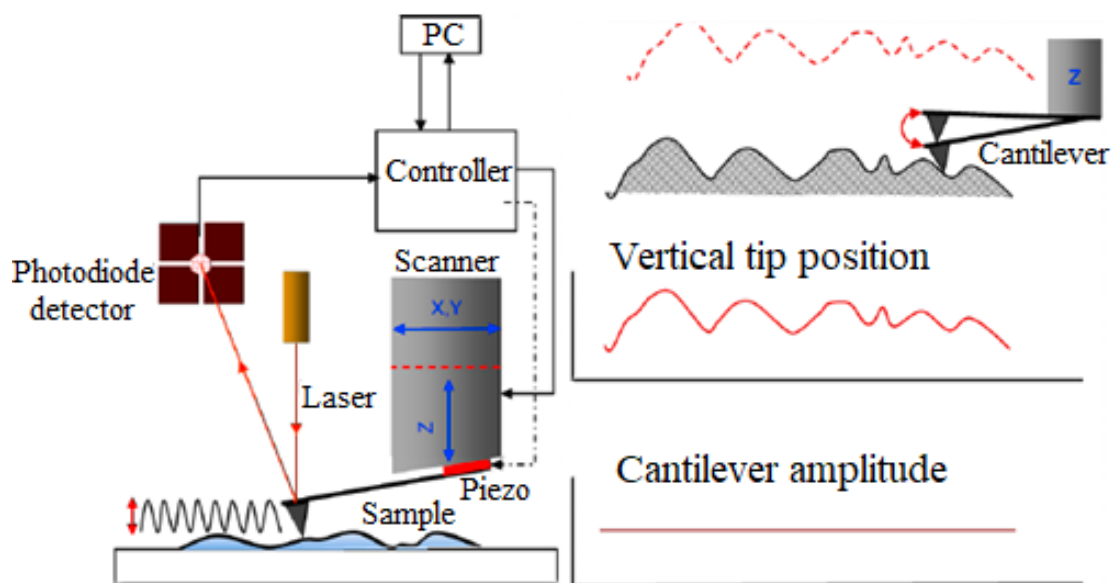 PC
Controller
Photodiode
detector
Scanner
X,Y
Z
Laser
Piezo
Sample
Z
Cantilever
Vertical tip position
Cantilever amplitude